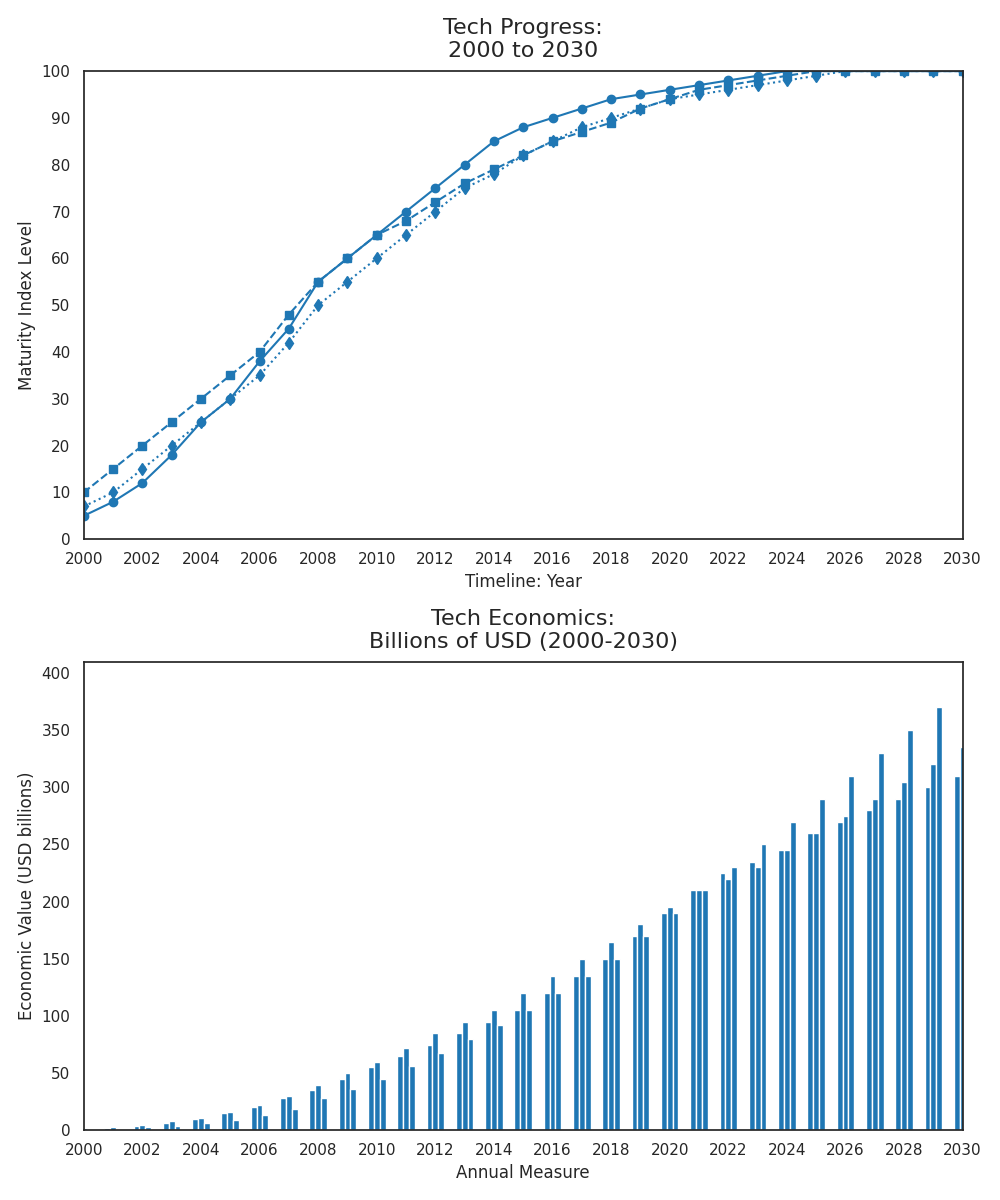 Tech Progress:
2000 to 2030
100
90
80
70
60
50
40
30
20
10
0
Maturity Index Level
2000 2002 2004 2006 2008 2010 2012 2014 2016 2018 2020 2022 2024 2026 2028 2030
Timeline: Year
Tech Economics:
Billions of USD (2000-2030)
400
350
300
250
200
150
100
50
0
Economic Value (USD billions)
2000 2002 2004 2006 2008 2010 2012 2014 2016 2018 2020 2022 2024 2026 2028 2030
Annual Measure